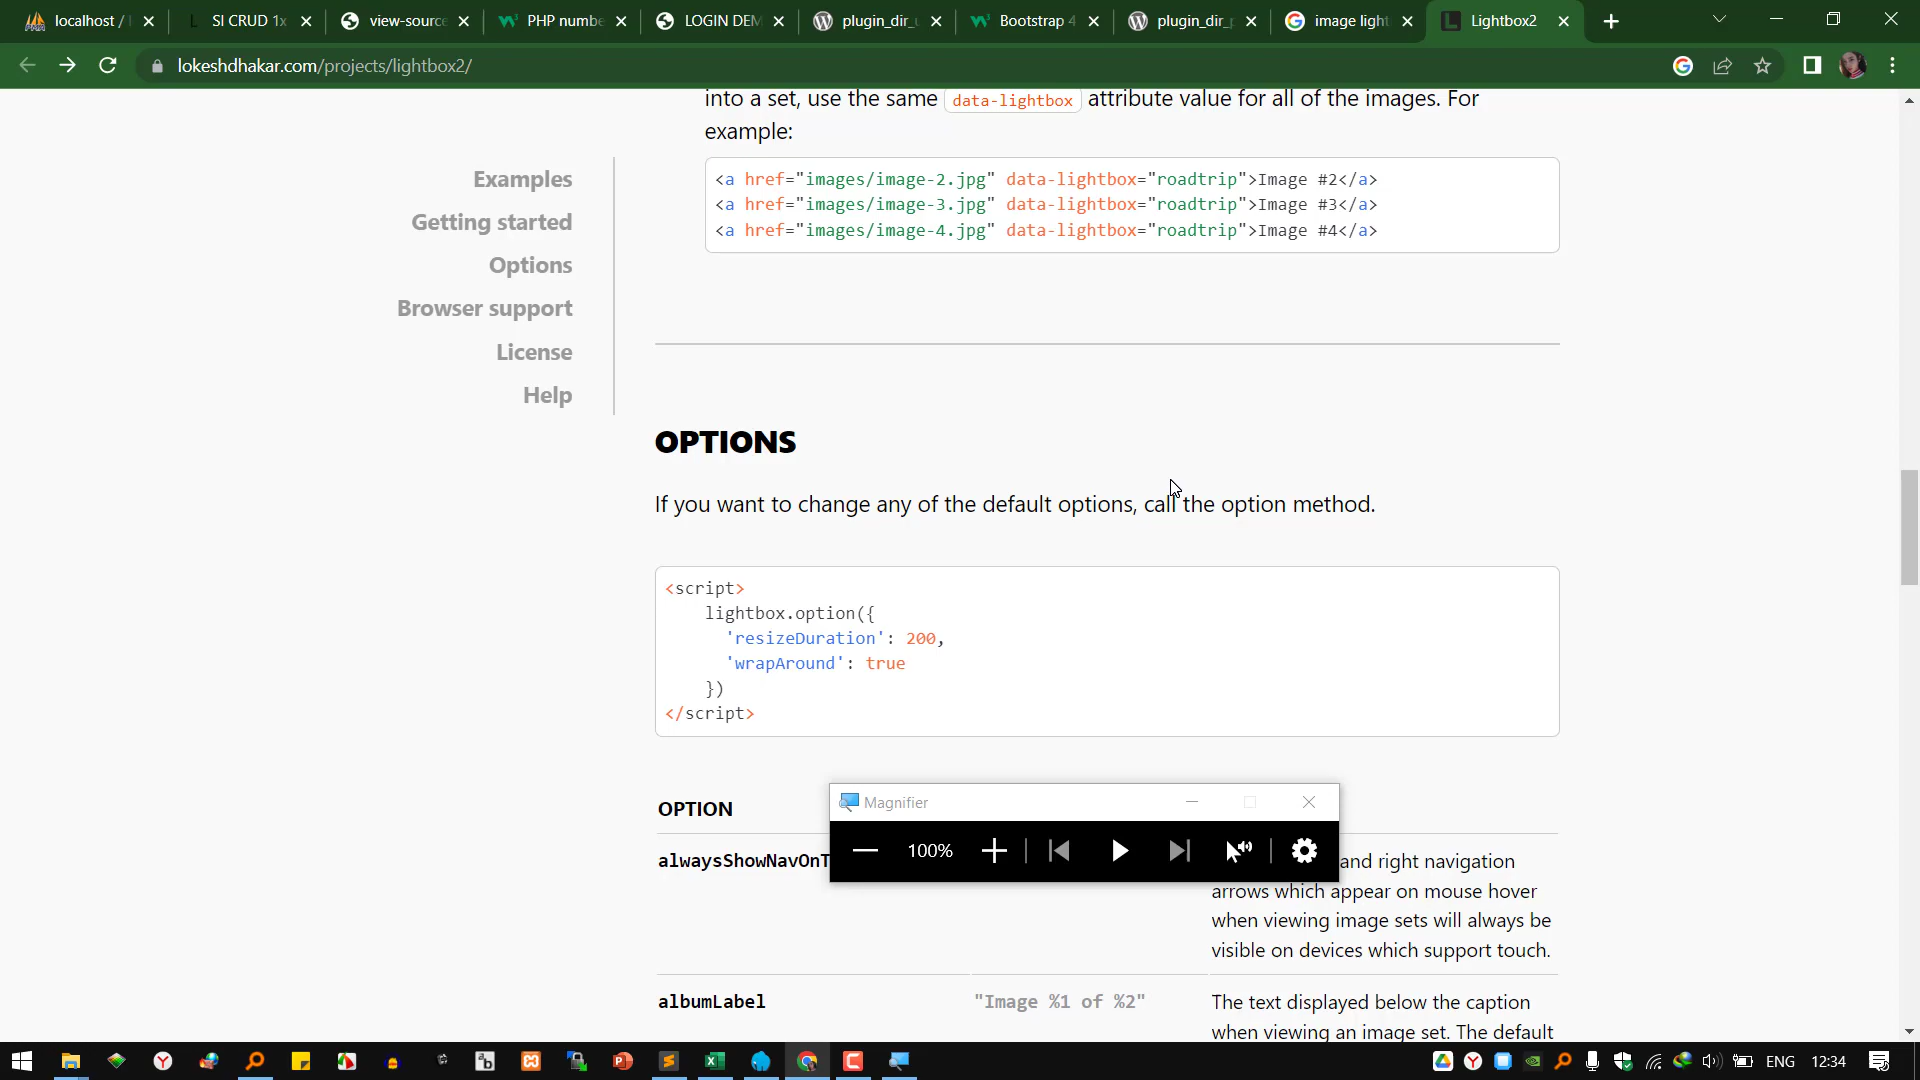 localhost / l
SI CRUD 1x
view-source
PHP numbe
LOGIN DEM
plugin_dir_u
Bootstrap 4
plugin_dir_p
image light
Lightbox2
lokeshdhakar.com/projects/lightbox2/
into a set, use the same data-lightbox attribute value for all of the images. For
example:
<a href="images/image-2.jpg" data-lightbox="roadtrip">Image #2</a>
<a href="images/image-3.jpg" data-lightbox="roadtrip">Image #3</a>
<a href="images/image-4.jpg" data-lightbox="roadtrip">Image #4</a>
Examples
Getting started
Options
Browser support
License
Help
OPTIONS
If you want to change any of the default options, call the option method.
<script>
lightbox.option({
'resizeDuration': 200,
'wrapAround': true
})
</script>
OPTION
Magnifier
100%
alwaysShowNavOnT
and right navigation
arrows which appear on mouse hover
when viewing image sets will always be
visible on devices which support touch.
albumLabel
"Image %1 of %2"
The text displayed below the caption
when viewing an image set. The default
ENG
12:34